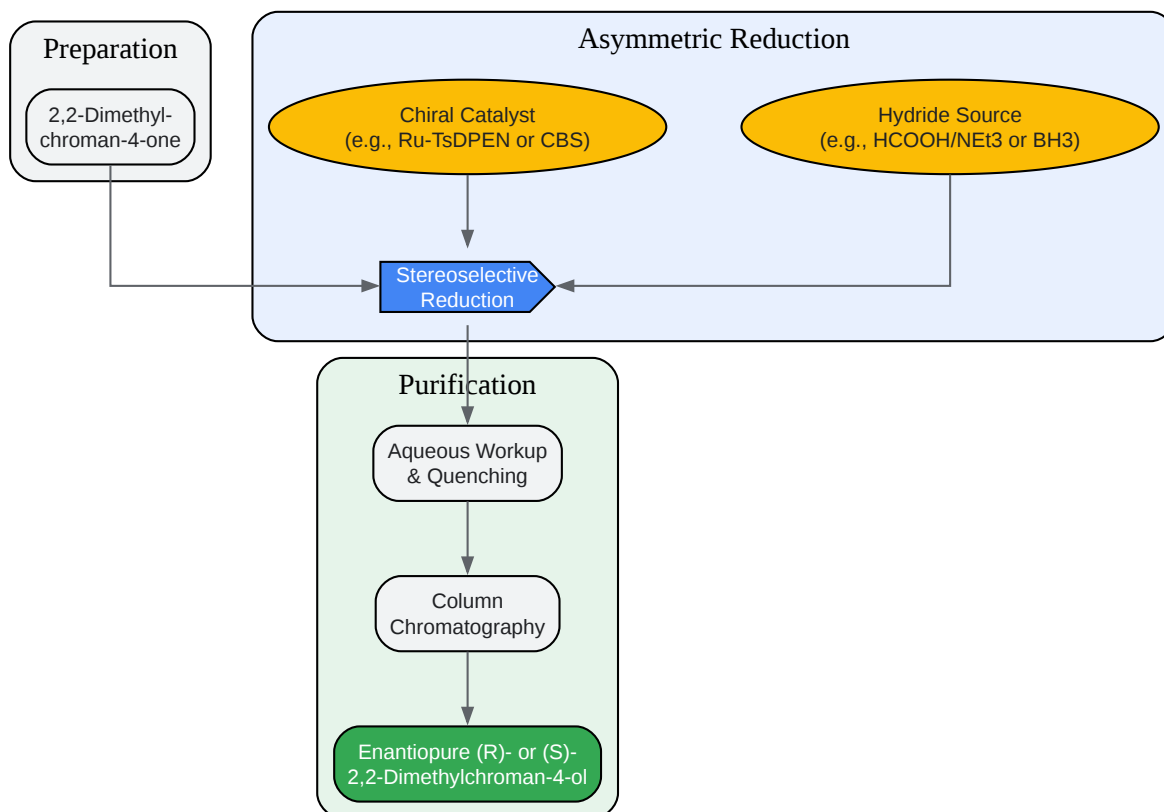 Preparation
2,2-Dimethyl-
chroman-4-one
Asymmetric Reduction
Chiral Catalyst
(e.g., Ru-TsDPEN or CBS)
Hydride Source
(e.g., HCOOH/NEt3 or BH3)
Stereoselective
Reduction
Purification
Aqueous Workup
& Quenching
Column
Chromatography
Enantiopure (R)- or (S)-
2,2-Dimethylchroman-4-ol